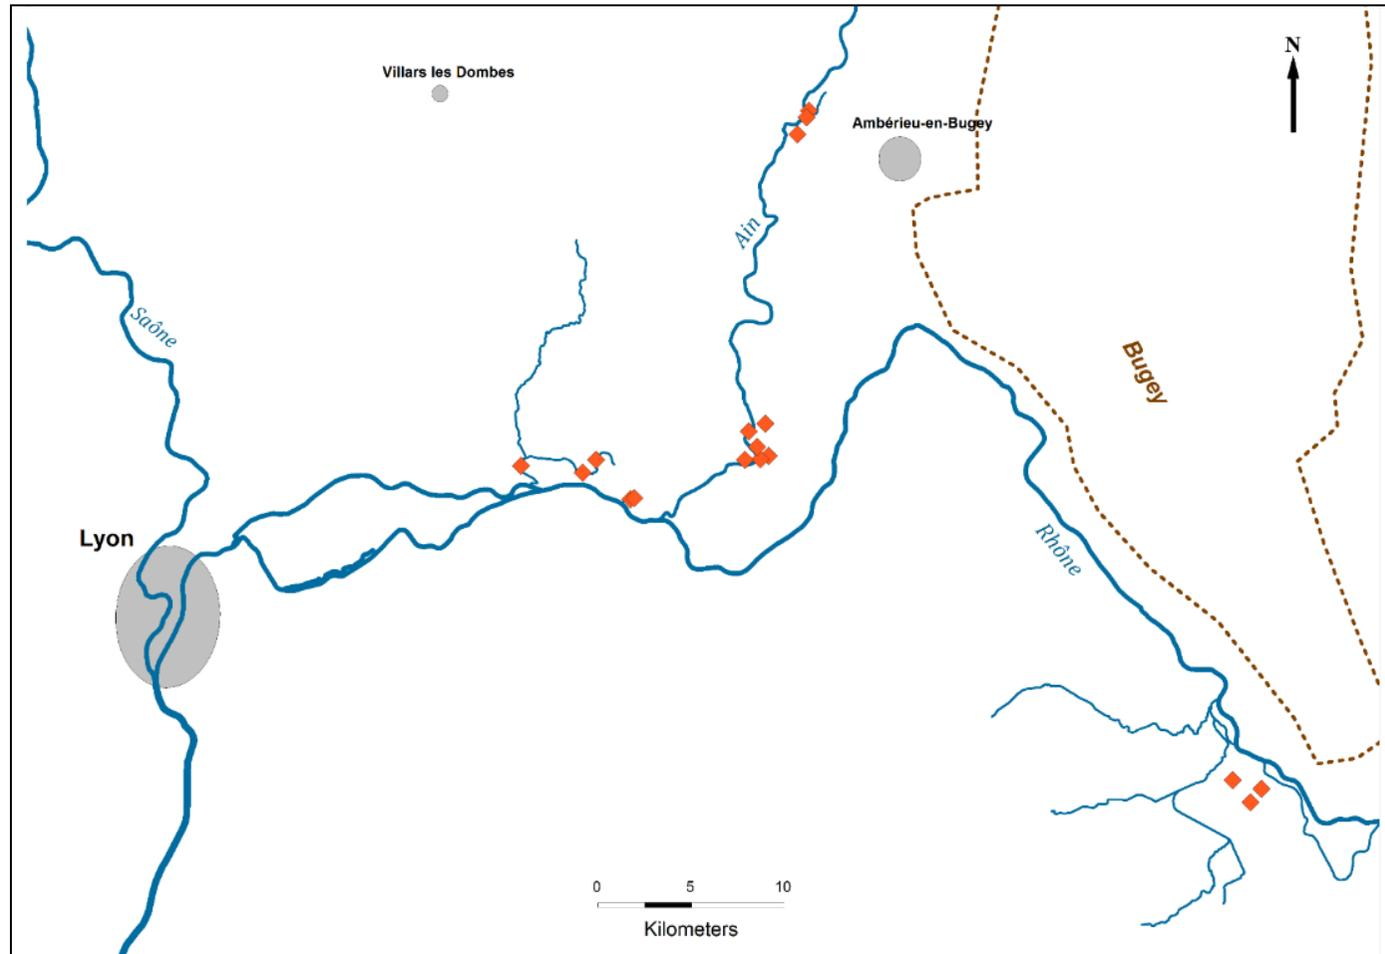 N
Villars les Dombes
Ambérieu-en-Bugey
Ain
Saône
Bugey
Lyon
Rhône
0 5 10
Kilometers